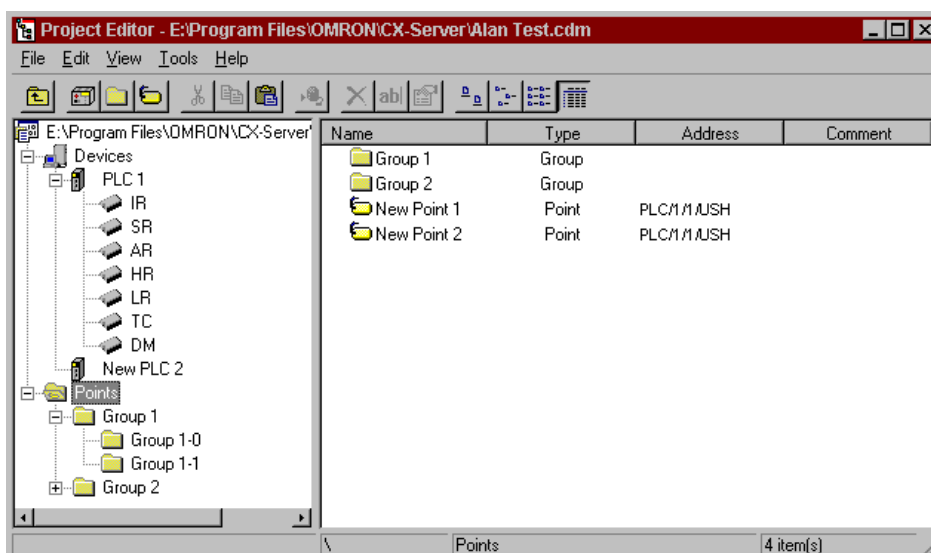 Project Editor - E:\Program Files\OMRON\CX-Server\Alan Test.cdm
File Edit View Tools Help
ab
E:\Program Files\OMRON\CX-Server'
Devices
PLC 1
IR
SR
AR
HR
LR
TC
DM
New PLC 2
Points
Group 1
Group 1-0
Group 1-1
Group 2
Name Type Address Comment
Group 1 Group
Group 2 Group
New Point 1 Point PLC/1/1/USH
New Point 2 Point PLC/1/1/USH
\ Points 4 item(s)